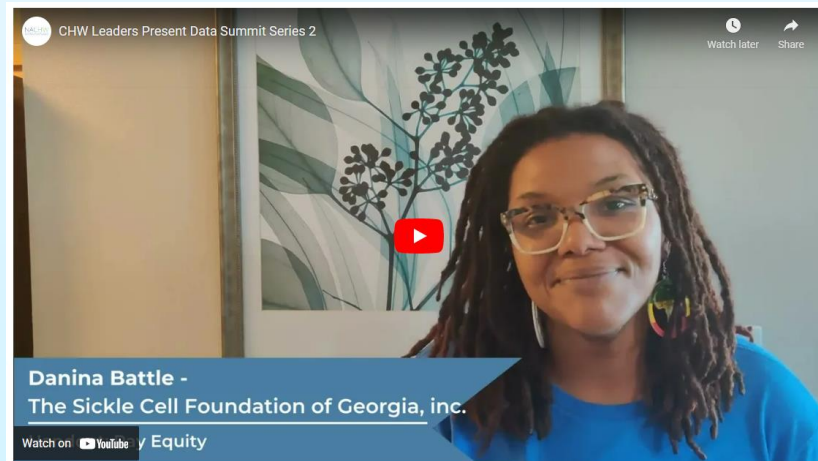 NACHW
CHW Leaders Present Data Summit Series 2
Watch later
Share
Danina Battle -
The Sickle Cell Foundation of Georgia, inc.
y Equity
Watch on YouTube